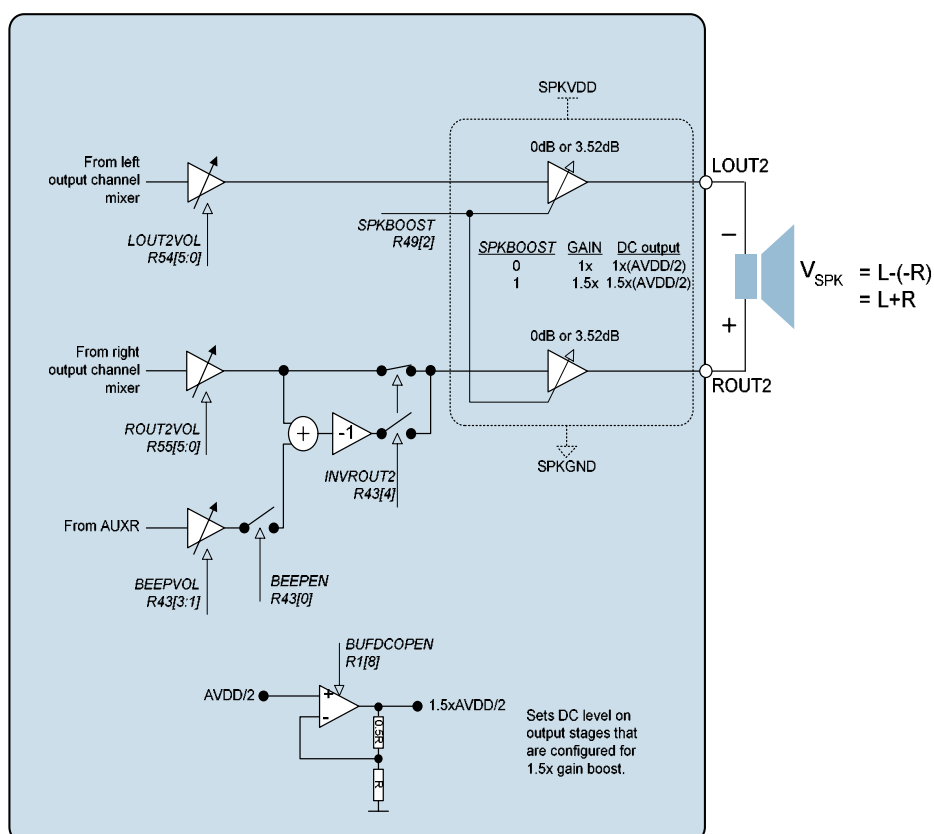 SPKVDD
0dB or 3.52dB
LOUT2
From left
output channel
mixer
LOUT2VOL
R54[5:0]
SPKBOOST
R49[2]
SPKBOOST GAIN DC output
0 1x 1x(AVDD/2)
1 1.5x 1.5x(AVDD/2)
−
VSPK = L-(-R)
= L+R
+
0dB or 3.52dB
From right
output channel
mixer
ROUT2
ROUT2VOL
R55[5:0]
+
-1
INVROUT2
R43[4]
SPKGND
From AUXR
BEEPVOL
R43[3:1]
BEEPEN
R43[0]
BUFDCOPEN
R1[8]
AVDD/2
+
-
1.5xAVDD/2
0.5R
R
Sets DC level on
output stages that
are configured for
1.5x gain boost.